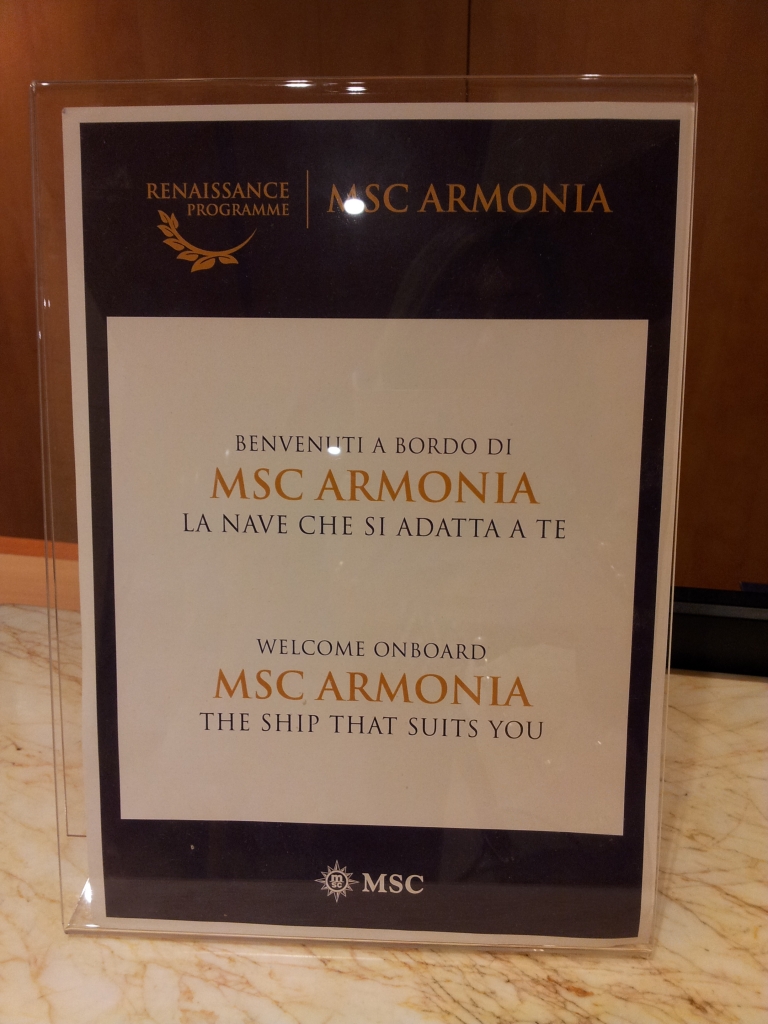 RENAISSANCE
PROGRAMME
MSC ARMONIA
BENVENUTI A BORDO DI
MSC ARMONIA
LA NAVE CHE SI ADATTA A TE
WELCOME ONBOARD
MSC ARMONIA
THE SHIP THAT SUITS YOU
m
sc
MSC